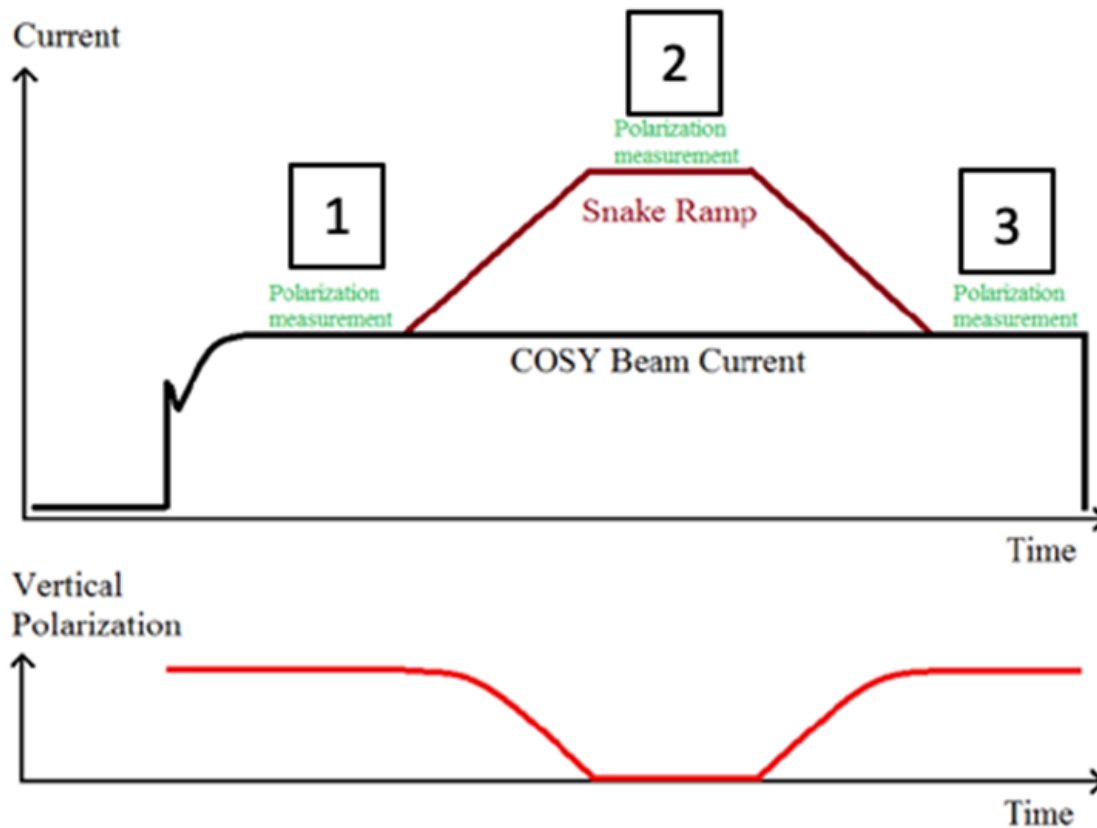 Current
2
Polarization
measurement
1
Snake Ramp
3
Polarization
measurement
Polarization
measurement
COSY Beam Current
Time
Vertical
Polarization
Time